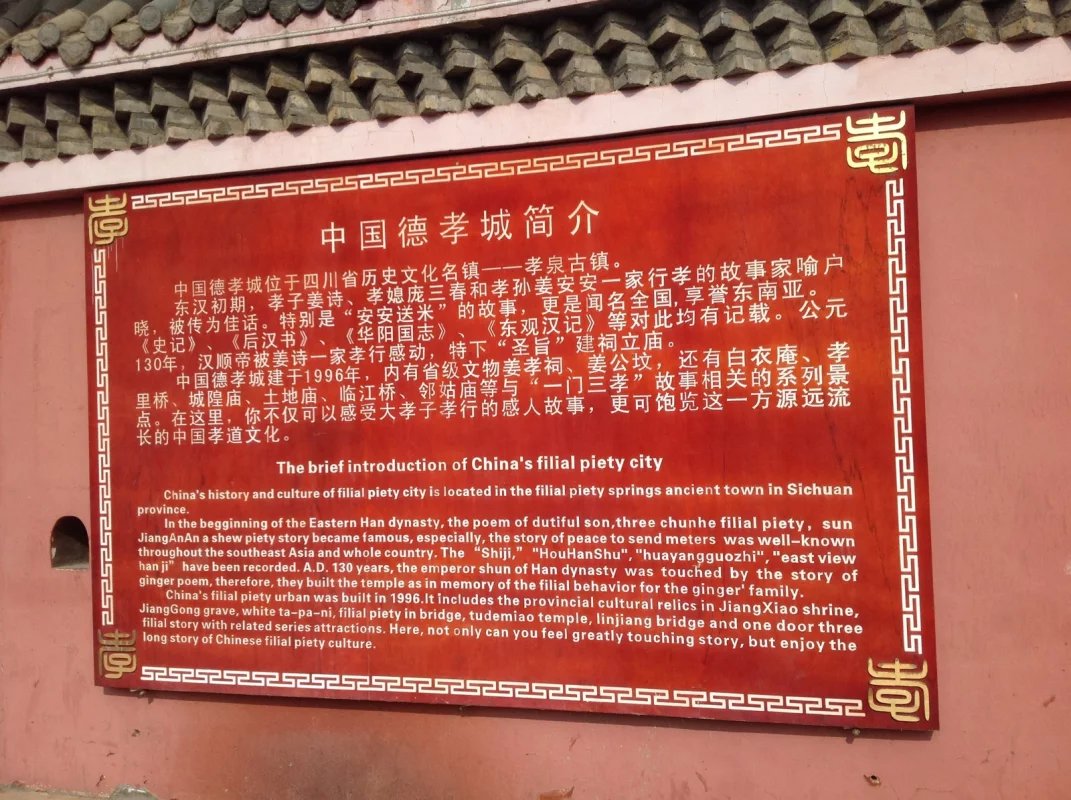 孝
孝
中国德孝城简介
中国德孝城位于四川省历史文化名镇——孝泉古镇。
东汉初期，孝子姜诗、孝媳庞三春和孝孙姜安安一家行孝的故事家喻户
晓，被传为佳话。特别是“安安送米”的故事，更是闻名全国，享誉东南亚。
《史记》、《后汉书》、《华阳国志》、《东观汉记》等对此均有记载。公元
130年，汉顺帝被姜诗一家孝行感动，特下“圣旨”建祠立庙。
中国德孝城建于1996年，内有省级文物姜孝祠、姜公坟，还有白衣庵、孝
里桥、城隍庙、土地庙、临江桥、邻姑庙等与“一门三孝”故事相关的系列景
点。在这里，你不仅可以感受大孝子孝行的感人故事，更可饱览这一方源远流
长的中国孝道文化。
The brief introduction of China's filial piety city
China's history and culture of filial piety city is located in the filial piety springs ancient town in Sichuan
province.
In the begginning of the Eastern Han dynasty, the poem of dutiful son,three chunhe filial piety, sun
JiangAnAn a shew piety story became famous, especially, the story of peace to send meters was well-known
throughout the southeast Asia and whole country. The “Shiji,” "HouHanShu", "huayangguozhi", "east view
han ji” have been recorded. A.D. 130 years, the emperor shun of Han dynasty was touched by the story of
ginger poem, therefore, they built the temple as in memory of the filial behavior for the ginger' family.
China's filial piety urban was built in 1996.It includes the provincial cultural relics in JiangXiao shrine,
JiangGong grave, white ta-pa-ni, filial piety in bridge, tudemiao temple, linjiang bridge and one door three
filial story with related series attractions. Here, not only can you feel greatly touching story, but enjoy the
long story of Chinese filial piety culture.
孝
孝